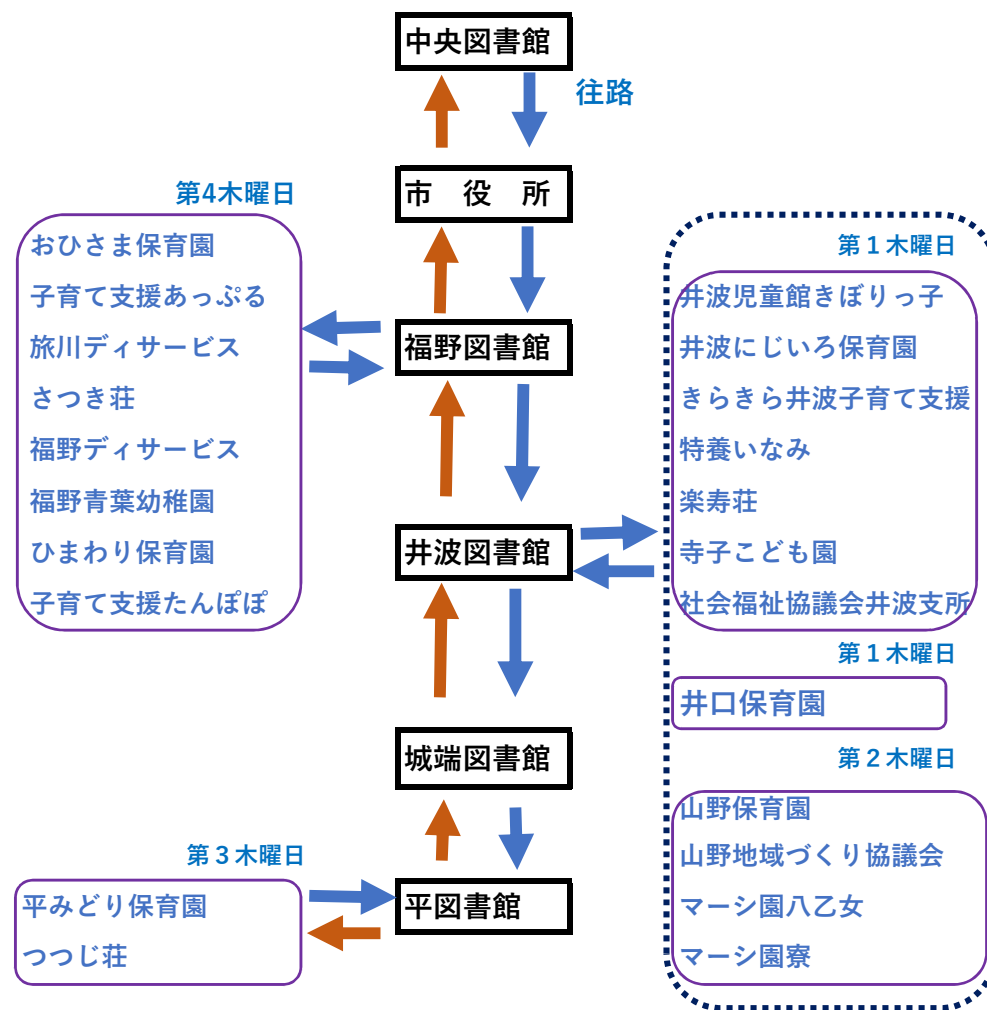 中央図書館
往路
市　役　所
福野図書館
井波図書館
城端図書館
平図書館
第4木曜日
おひさま保育園
子育て支援あっぷる
旅川ディサービス
さつき荘
福野ディサービス
福野青葉幼稚園
ひまわり保育園
子育て支援たんぽぽ
第３木曜日
平みどり保育園
つつじ荘
第１木曜日
井波児童館きぼりっ子
井波にじいろ保育園
きらきら井波子育て支援
特養いなみ
楽寿荘
寺子こども園
社会福祉協議会井波支所
第１木曜日
井口保育園
第２木曜日
山野保育園
山野地域づくり協議会
マーシ園八乙女
マーシ園寮